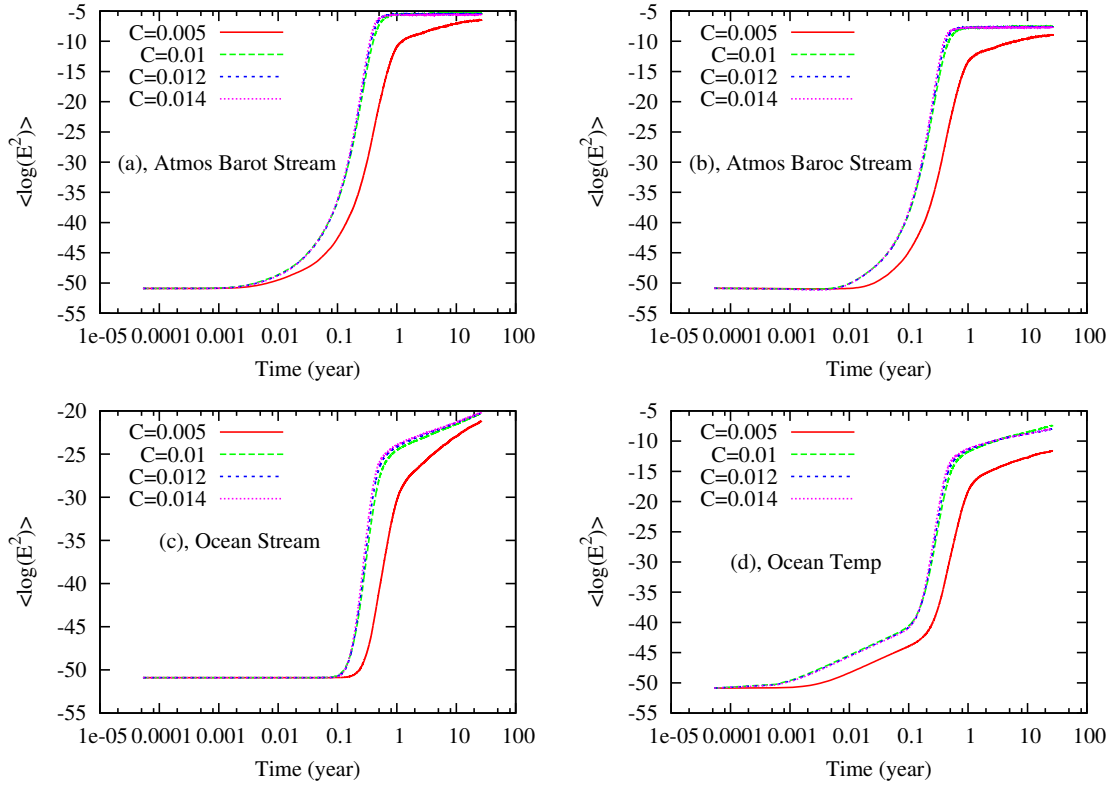 -5
-10
-15
-20
-25
-30
-35
-40
-45
-50
-55
<log(E^2)>
C=0.005
C=0.01
C=0.012
C=0.014
(a), Atmos Barot Stream
1e-05 0.0001 0.001 0.01 0.1 1 10 100
Time (year)
-5
-10
-15
-20
-25
-30
-35
-40
-45
-50
-55
<log(E^2)>
C=0.005
C=0.01
C=0.012
C=0.014
(b), Atmos Baroc Stream
1e-05 0.0001 0.001 0.01 0.1 1 10 100
Time (year)
-20
-25
-30
-35
-40
-45
-50
-55
<log(E^2)>
C=0.005
C=0.01
C=0.012
C=0.014
(c), Ocean Stream
1e-05 0.0001 0.001 0.01 0.1 1 10 100
Time (year)
-5
-10
-15
-20
-25
-30
-35
-40
-45
-50
-55
<log(E^2)>
C=0.005
C=0.01
C=0.012
C=0.014
(d), Ocean Temp
1e-05 0.0001 0.001 0.01 0.1 1 10 100
Time (year)